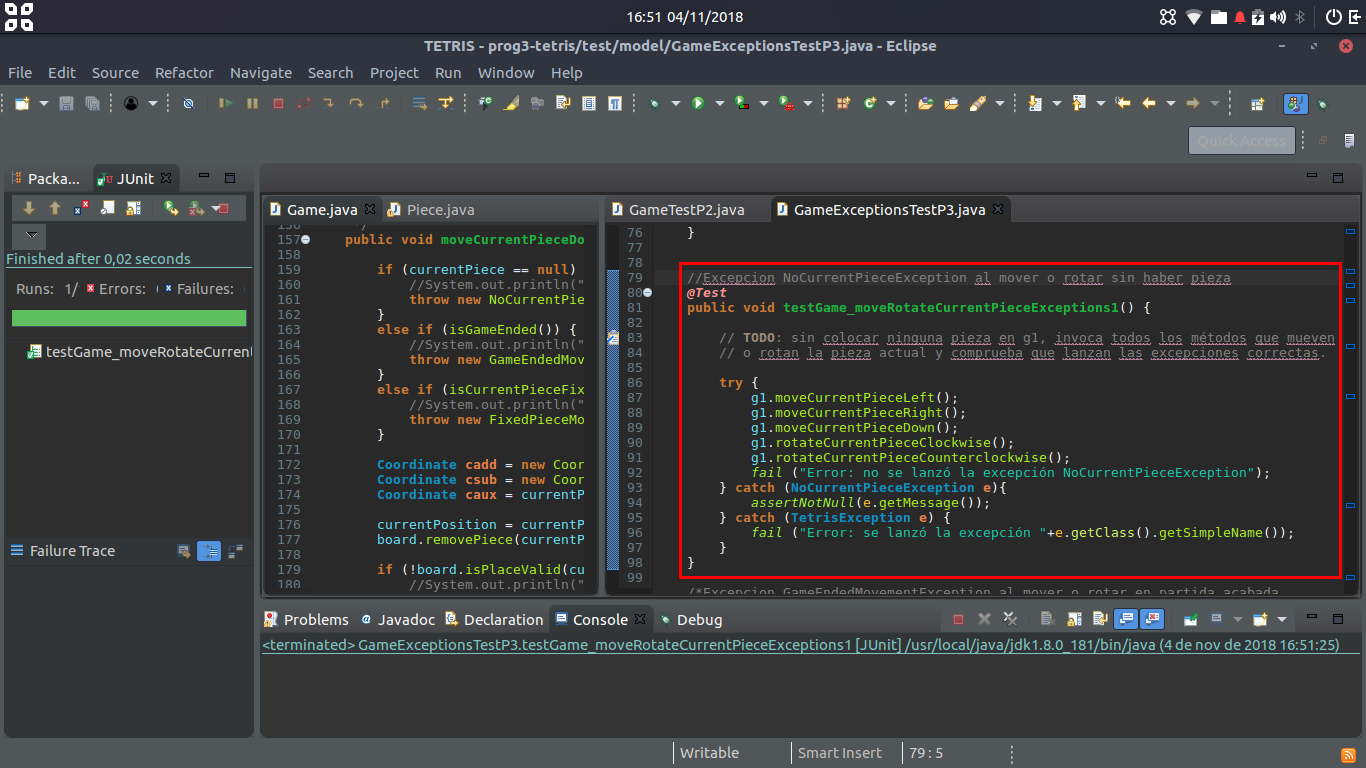 16:51 04/11/2018
TETRIS - prog3-tetris/test/model/GameExceptionsTestP3.java - Eclipse
File Edit Source Refactor Navigate Search Project Run Window Help
Quick Access
Packa... JUnit
Finished after 0,02 seconds
Runs: 1/ Errors: Failures:
testGame_moveRotateCurrent
Failure Trace
Game.java Piece.java
157 public void moveCurrentPieceDo
158
159 if (currentPiece == null)
160 //System.out.println("
161 throw new NoCurrentPie
162 }
163 else if (isGameEnded()) {
164 //System.out.println("
165 throw new GameEndedMov
166 }
167 else if (isCurrentPieceFix
168 //System.out.println("
169 throw new FixedPieceMo
170 }
171
172 Coordinate cadd = new Coor
173 Coordinate csub = new Coor
174 Coordinate caux = currentP
175
176 currentPosition = currentP
177 board.removePiece(currentP
178
179 if (!board.isPlaceValid(cu
180 //System.out.println("
GameTestP2.java GameExceptionsTestP3.java
76 }
77
78
79 //Excepcion NoCurrentPieceException al mover o rotar sin haber pieza
80 @Test
81 public void testGame_moveRotateCurrentPieceExceptions1() {
82
83 // TODO: sin colocar ninguna pieza en g1, invoca todos los métodos que mueven
84 // o rotan la pieza actual y comprueba que lanzan las excepciones correctas.
85
86 try {
87 g1.moveCurrentPieceLeft();
88 g1.moveCurrentPieceRight();
89 g1.moveCurrentPieceDown();
90 g1.rotateCurrentPieceClockwise();
91 g1.rotateCurrentPieceCounterclockwise();
92 fail ("Error: no se lanzó la excepción NoCurrentPieceException");
93 } catch (NoCurrentPieceException e){
94 assertNotNull(e.getMessage());
95 } catch (TetrisException e) {
96 fail ("Error: se lanzó la excepción "+e.getClass().getSimpleName());
97 }
98 }
99
/*Excepcion GameEndedMovementException al mover o rotar en partida acabada
Problems Javadoc Declaration Console Debug
<terminated> GameExceptionsTestP3.testGame_moveRotateCurrentPieceExceptions1 [JUnit] /usr/local/java/jdk1.8.0_181/bin/java (4 de nov de 2018 16:51:25)
Writable Smart Insert 79 : 5